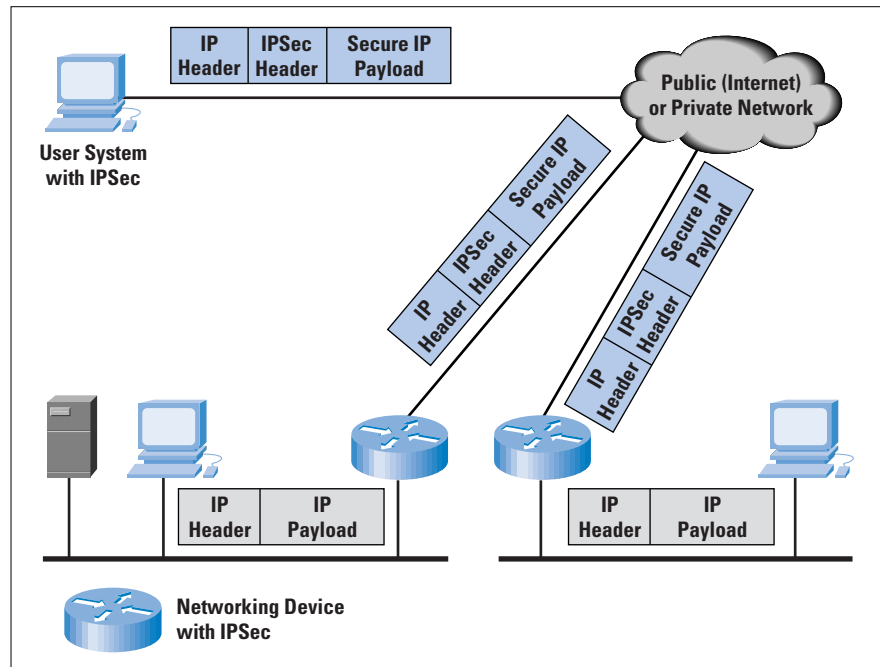 IP
Header
IPSec
Header
Secure IP
Payload
Public (Internet)
or Private Network
User System
with IPSec
IP
Header
IPSec
Header
Secure IP
Payload
IP
Header
IPSec
Header
Secure IP
Payload
IP
Header
IP
Payload
IP
Header
IP
Payload
Networking Device
with IPSec